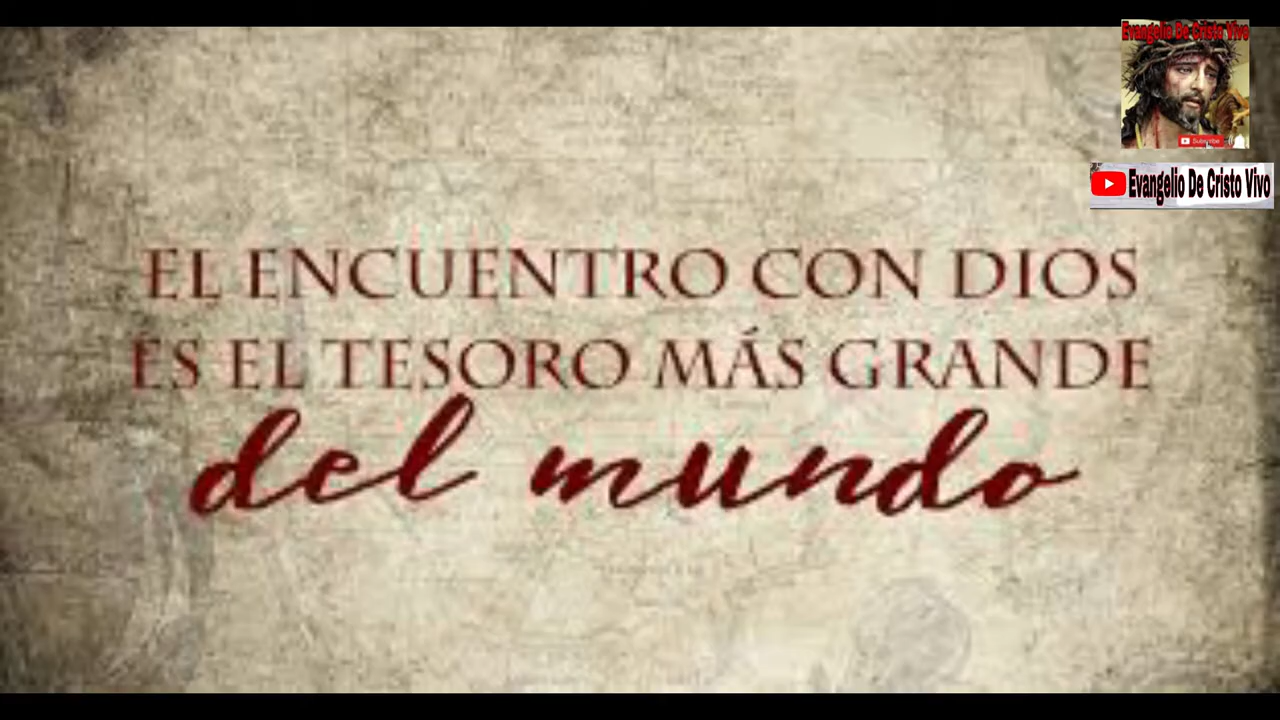 Evangelio De Cristo Vivo
Subscribe
Evangelio De Cristo Vivo
EL ENCUENTRO CON DIOS
ES EL TESORO MÁS GRANDE
del mundo